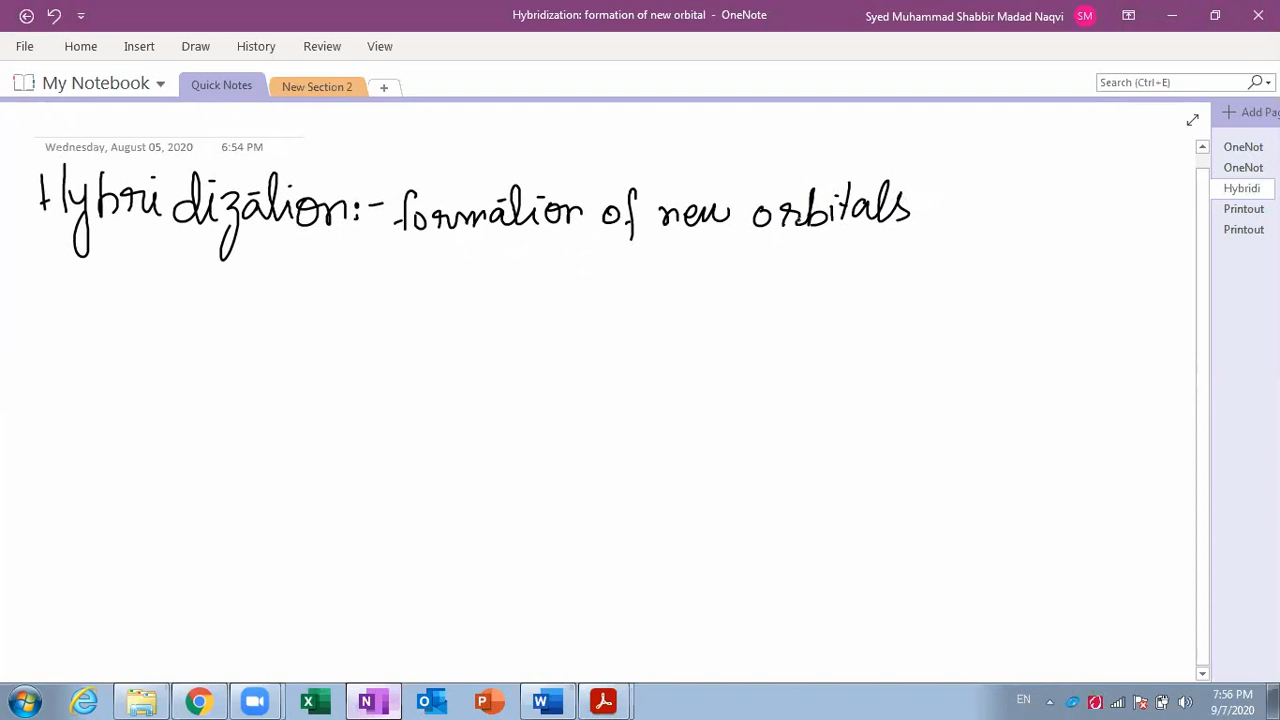 Hybridization: formation of new orbital - OneNote
Syed Muhammad Shabbir Madad Naqvi SM
File Home Insert Draw History Review View
My Notebook Quick Notes New Section 2 + Search (Ctrl+E)
Add Pag
Wednesday, August 05, 2020 6:54 PM
OneNot
OneNot
Hybridi
Printout
Printout
Hybridization:- formation of new orbitals
EN 7:56 PM
9/7/2020